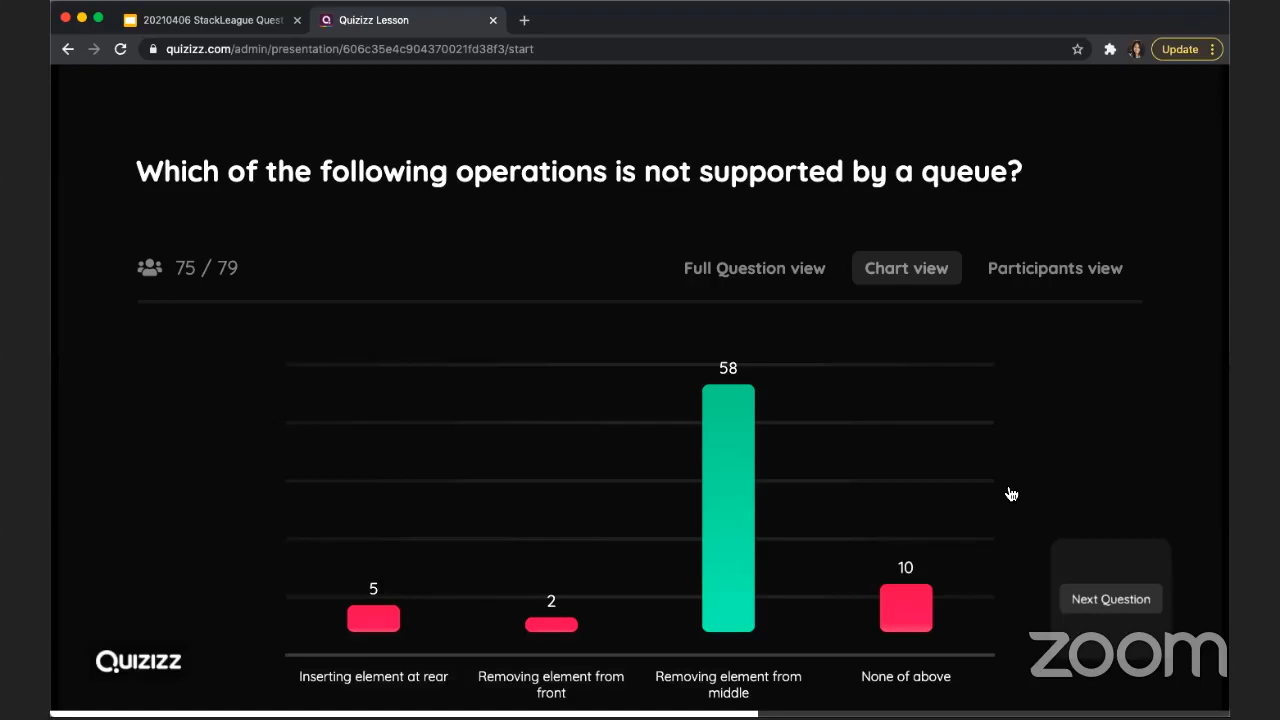 20210406 StackLeague Quest
Quizizz Lesson
quizizz.com/admin/presentation/606c35e4c904370021fd38f3/start
Update
Which of the following operations is not supported by a queue?
75 / 79
Full Question view
Chart view
Participants view
58
5
2
10
Next Question
Inserting element at rear
Removing element from
front
Removing element from
middle
None of above
QUIZIZZ
zoom